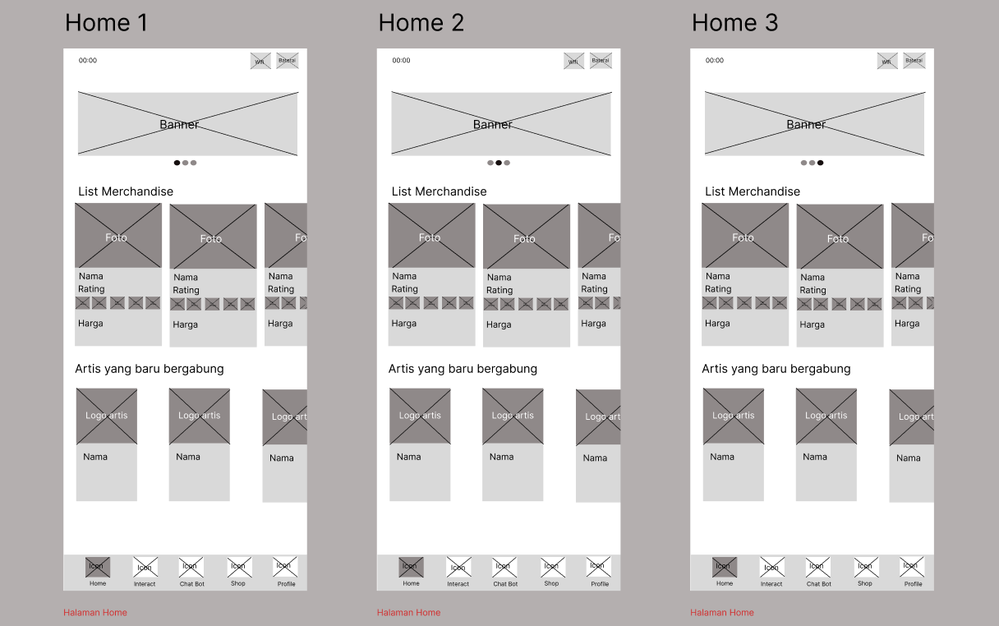 Home 1
00:00
Wifi
Baterai
Banner
List Merchandise
Foto
Foto
Fo
Nama
Nama
Nama
Rating
Rating
Rating
Harga
Harga
Harga
Artis yang baru bergabung
Logo artis
Logo artis
Logo art
Nama
Nama
Nama
Icon
Icon
Icon
Icon
Icon
Home
Interact
Chat Bot
Shop
Profile
Halaman Home
Home 2
00:00
Wifi
Baterai
Banner
List Merchandise
Foto
Foto
Fo
Nama
Nama
Nama
Rating
Rating
Rating
Harga
Harga
Harga
Artis yang baru bergabung
Logo artis
Logo artis
Logo art
Nama
Nama
Nama
Icon
Icon
Icon
Icon
Icon
Home
Interact
Chat Bot
Shop
Profile
Halaman Home
Home 3
00:00
Wifi
Baterai
Banner
List Merchandise
Foto
Foto
Fo
Nama
Nama
Nama
Rating
Rating
Rating
Harga
Harga
Harga
Artis yang baru bergabung
Logo artis
Logo artis
Logo art
Nama
Nama
Nama
Icon
Icon
Icon
Icon
Icon
Home
Interact
Chat Bot
Shop
Profile
Halaman Home